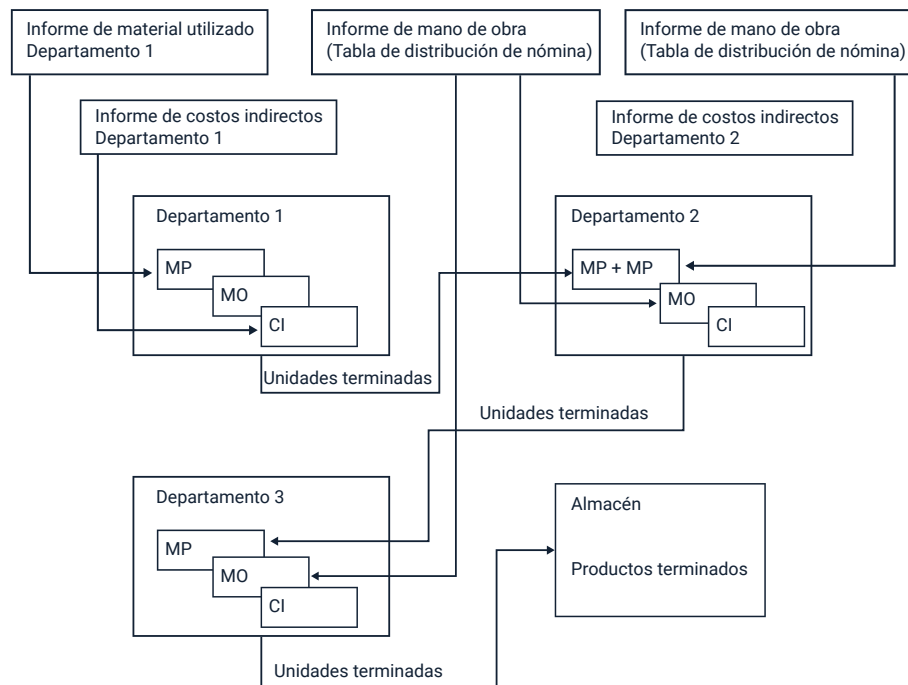 Informe de material utilizado
Departamento 1
Informe de mano de obra
(Tabla de distribución de nómina)
Informe de mano de obra
(Tabla de distribución de nómina)
Informe de costos indirectos
Departamento 1
Informe de costos indirectos
Departamento 2
Departamento 1
MP
MO
CI
Departamento 2
MP + MP
MO
CI
Unidades terminadas
Unidades terminadas
Departamento 3
MP
MO
CI
Almacén
Productos terminados
Unidades terminadas